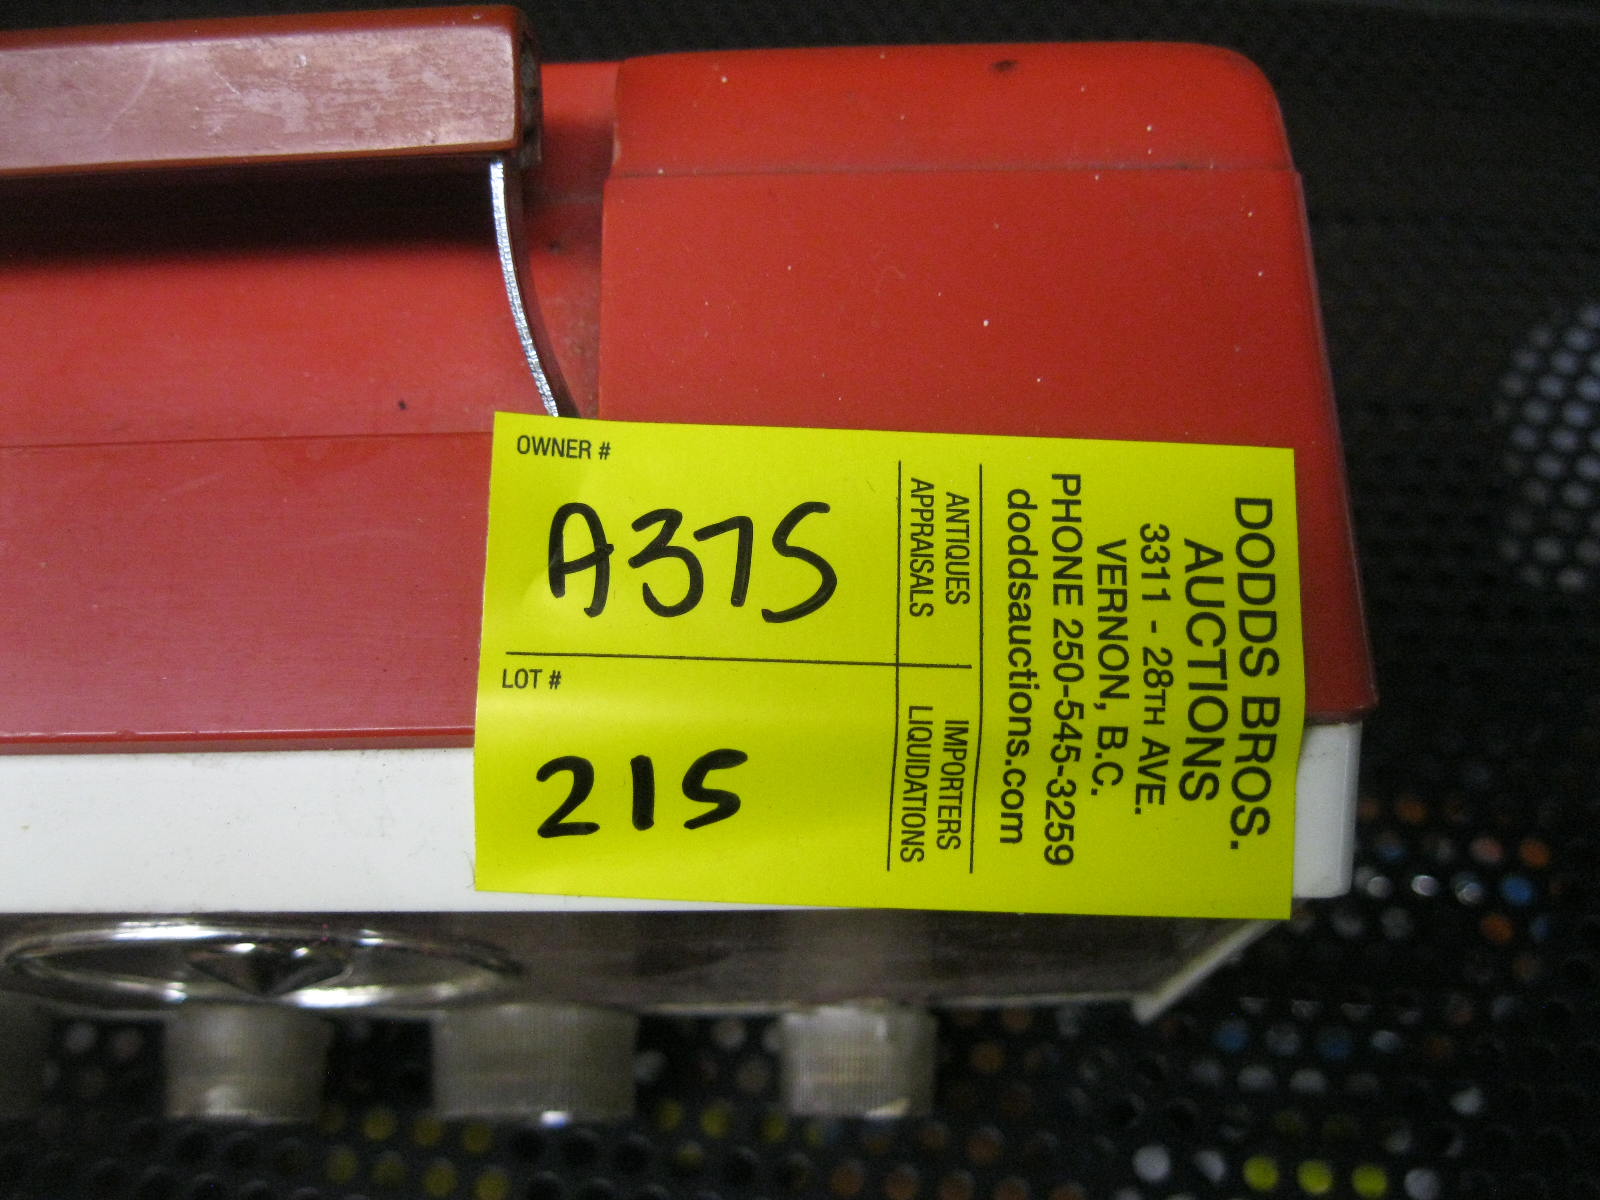 OWNER #
A375
LOT #
215
ANTIQUES
APPRAISALS
IMPORTERS
LIQUIDATIONS
DODDS BROS.
AUCTIONS
3311 - 28TH AVE.
VERNON, B.C.
PHONE 250-545-3259
doddsauctions.com